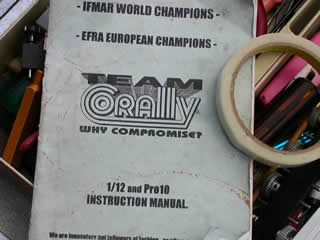 - IFMAR WORLD CHAMPIONS -
- EFRA EUROPEAN CHAMPIONS -
TEAM
CORALLY
WHY COMPROMISE?
1/12 and Pro10
INSTRUCTION MANUAL.
We are innovators not followers of fashion